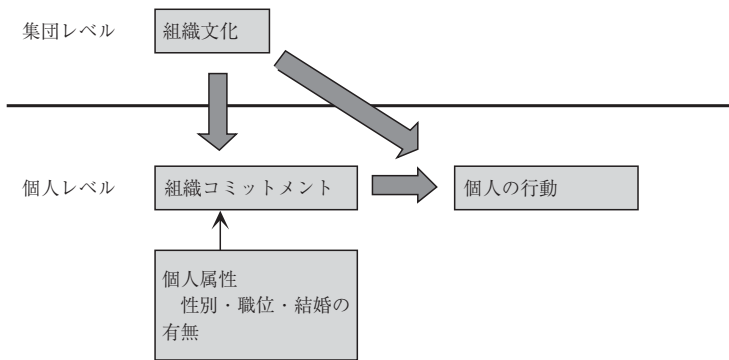 集団レベル
組織文化
個人レベル
組織コミットメント
個人の行動
個人属性
性別・職位・結婚の
有無